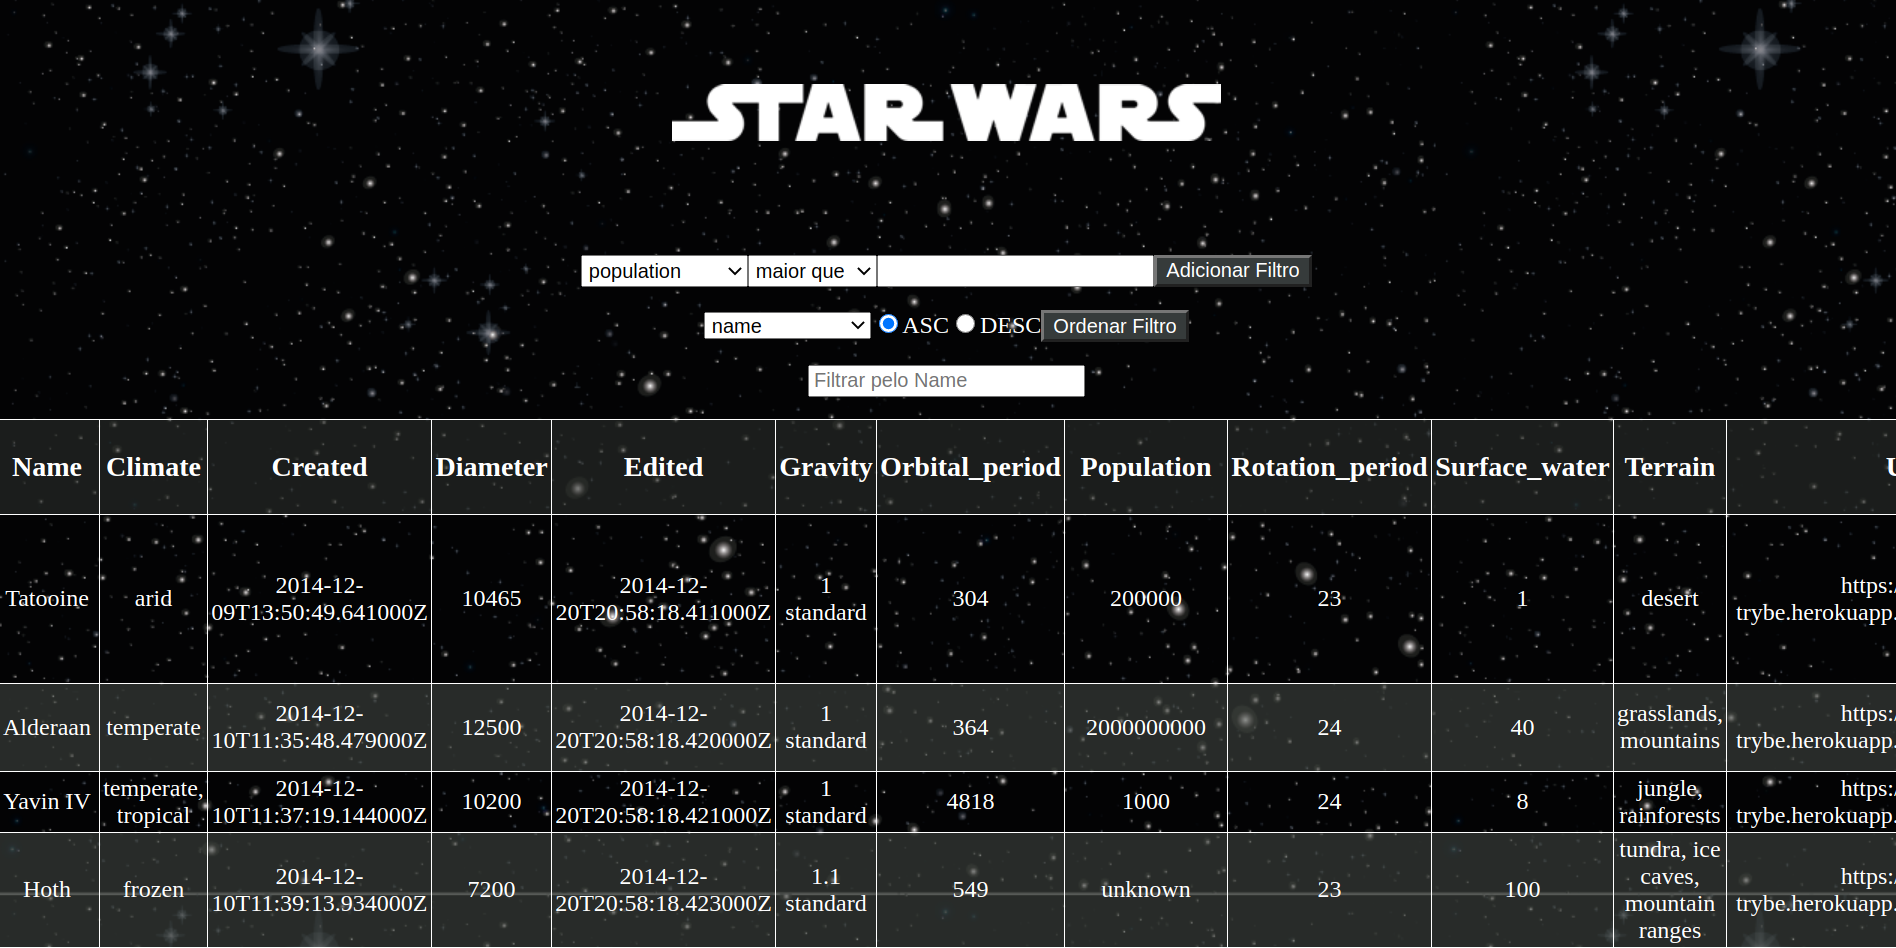 STAR WARS
population maior que Adicionar Filtro
name ASC DESC Ordenar Filtro
Filtrar pelo Name
Name Climate Created Diameter Edited Gravity Orbital_period Population Rotation_period Surface_water Terrain
Tatooine arid 2014-12-09T13:50:49.641000Z 10465 2014-12-20T20:58:18.411000Z 1 standard 304 200000 23 1 desert https:/ trybe.herokuapp.
Alderaan temperate 2014-12-10T11:35:48.479000Z 12500 2014-12-20T20:58:18.420000Z 1 standard 364 2000000000 24 40 grasslands, mountains https:/ trybe.herokuapp.
Yavin IV temperate, tropical 2014-12-10T11:37:19.144000Z 10200 2014-12-20T20:58:18.421000Z 1 standard 4818 1000 24 8 jungle, rainforests https:/ trybe.herokuapp.
Hoth frozen 2014-12-10T11:39:13.934000Z 7200 2014-12-20T20:58:18.423000Z 1.1 standard 549 unknown 23 100 tundra, ice caves, mountain ranges https:/ trybe.herokuapp.